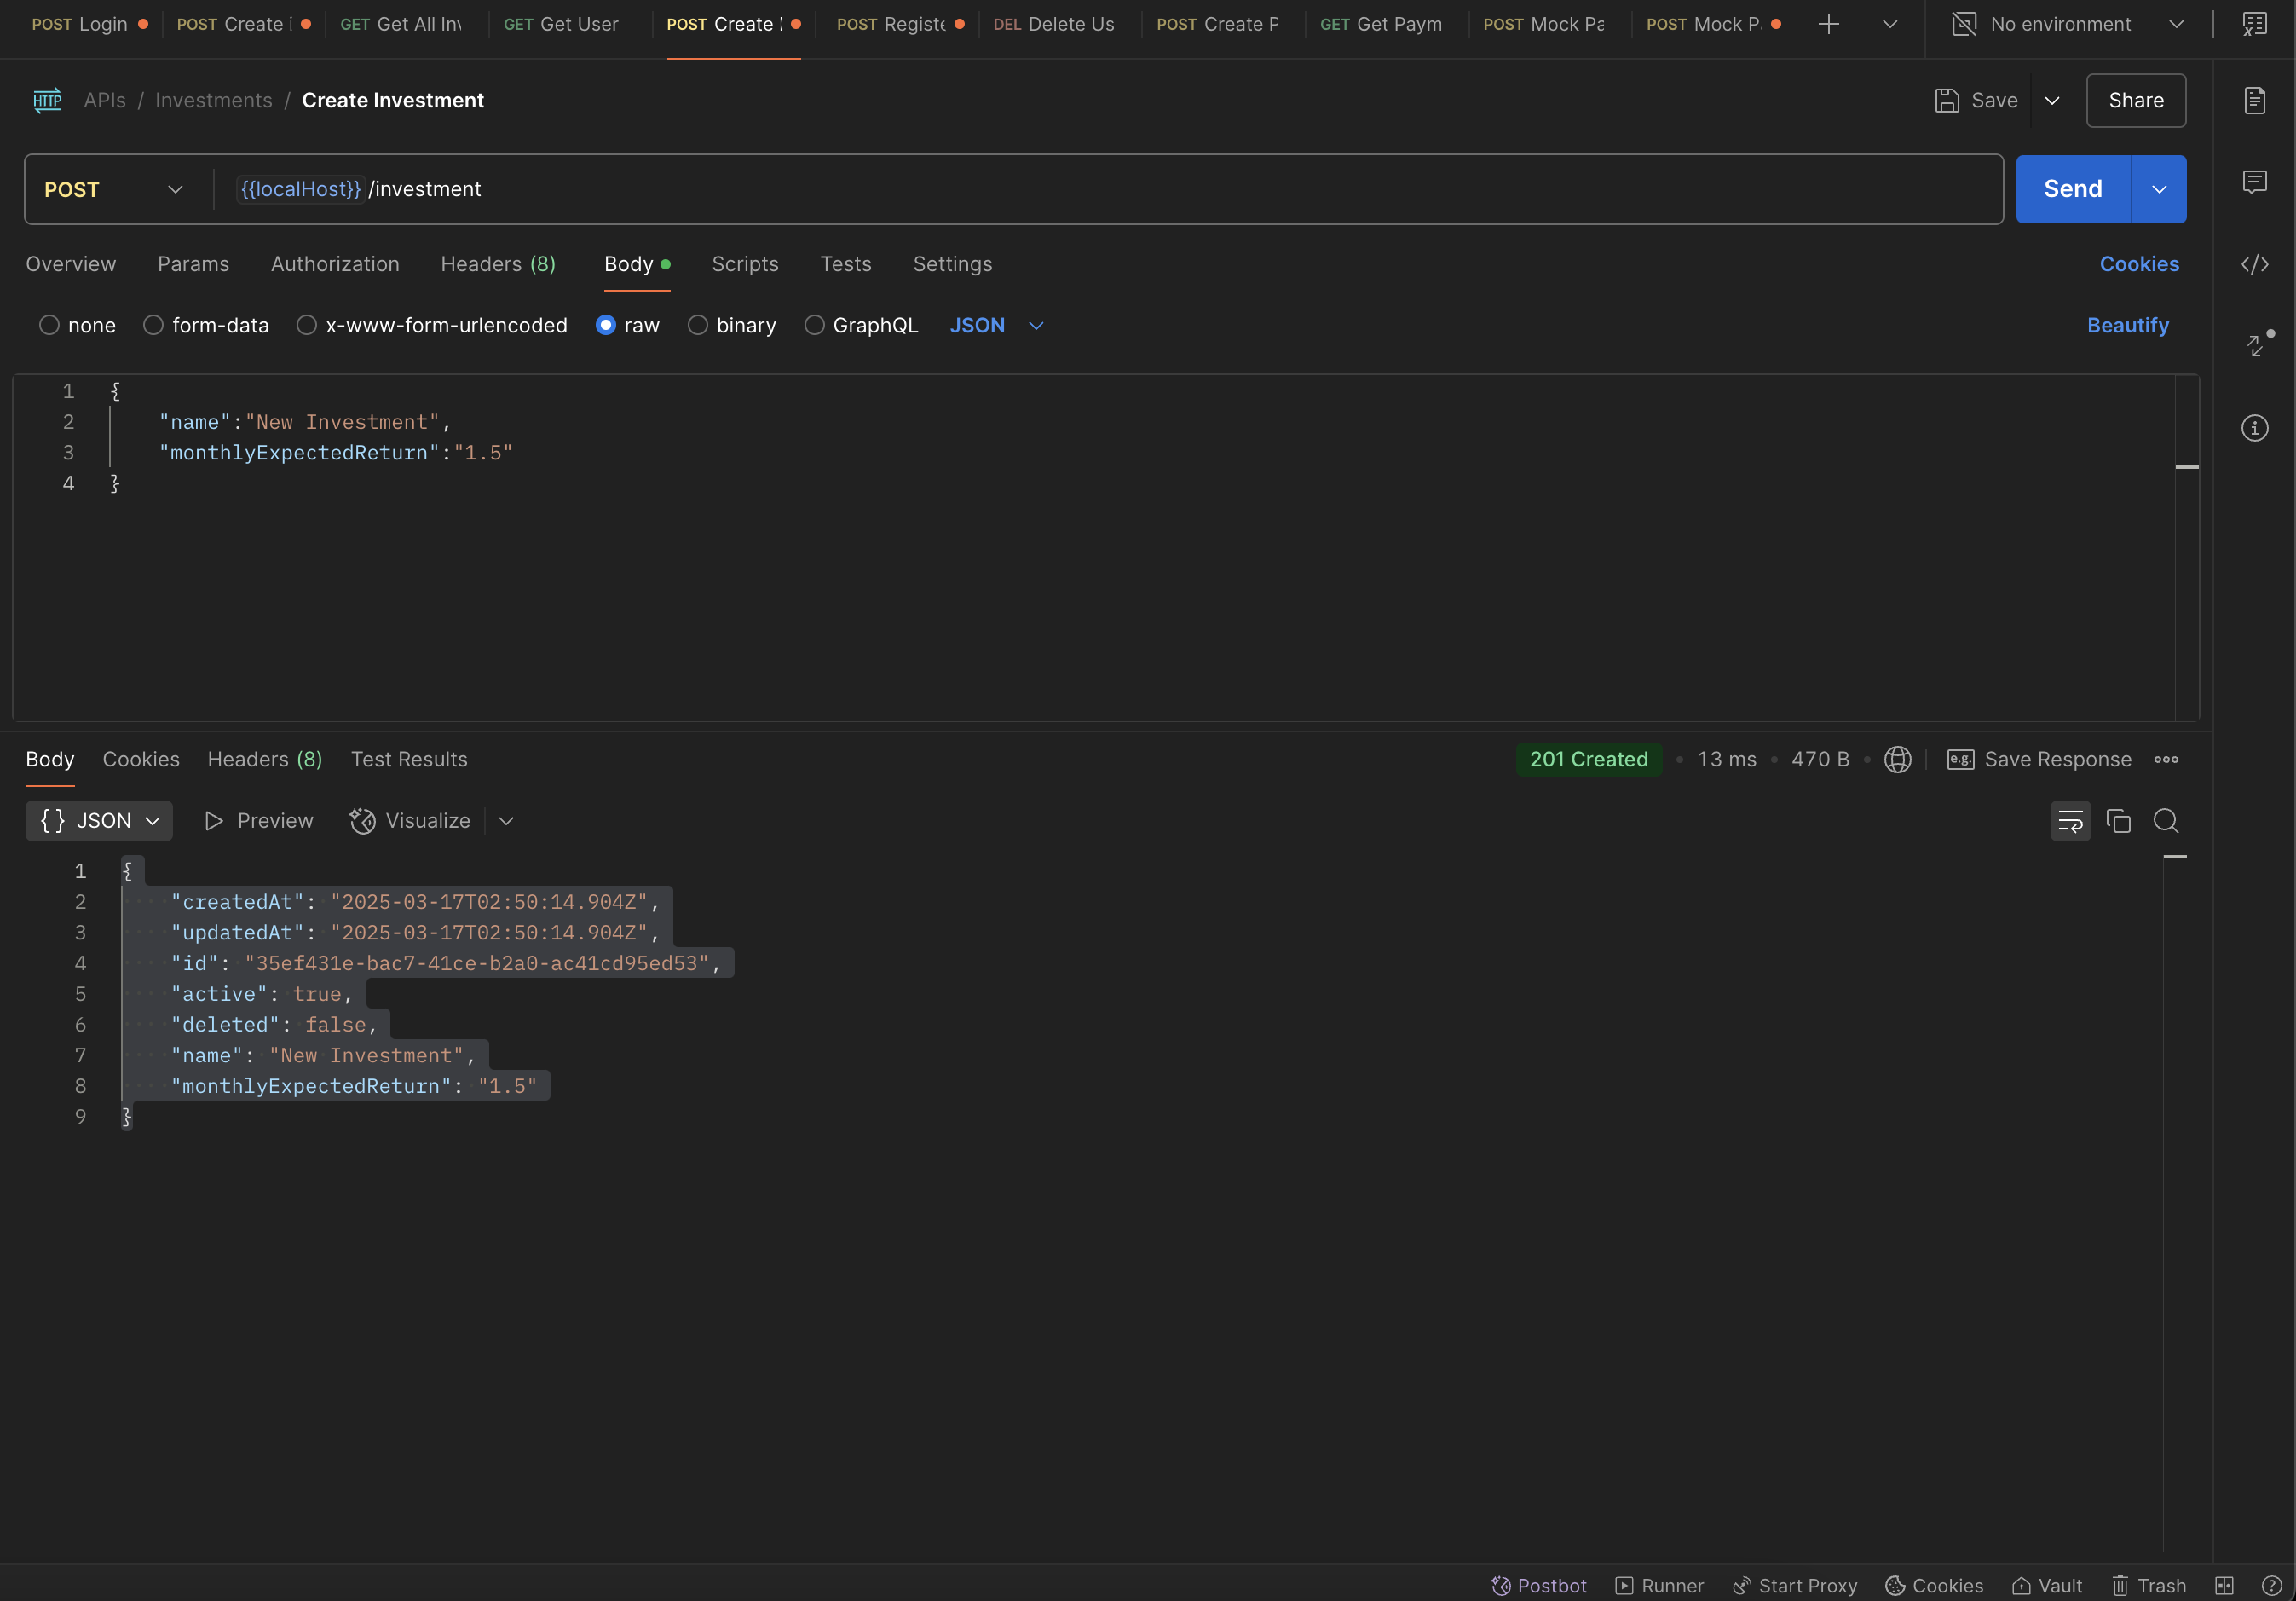 POST Login POST Create i GET Get All Inv GET Get User POST Create I POST Registe DEL Delete Us POST Create P GET Get Paym POST Mock Pa POST Mock P. No environment
HTTP APIs / Investments / Create Investment Save Share
POST {{localHost}}/investment Send
Overview Params Authorization Headers (8) Body Scripts Tests Settings Cookies
none form-data x-www-form-urlencoded raw binary GraphQL JSON Beautify
1 {
2 "name":"New Investment",
3 "monthlyExpectedReturn":"1.5"
4 }
Body Cookies Headers (8) Test Results 201 Created • 13 ms • 470 B • e.g. Save Response
{} JSON Preview Visualize
1 {
2 "createdAt": "2025-03-17T02:50:14.904Z",
3 "updatedAt": "2025-03-17T02:50:14.904Z",
4 "id": "35ef431e-bac7-41ce-b2a0-ac41cd95ed53",
5 "active": true,
6 "deleted": false,
7 "name": "New Investment",
8 "monthlyExpectedReturn": "1.5"
9 }
Postbot Runner Start Proxy Cookies Vault Trash